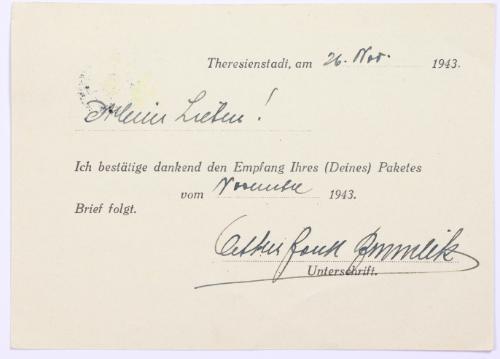 Theresienstadt, am 26. Nov. 1943.
Meine Lieben!
Ich bestätige dankend den Empfang Ihres (Deines) Paketes
vom November 1943.
Brief folgt.
Unterschrift.